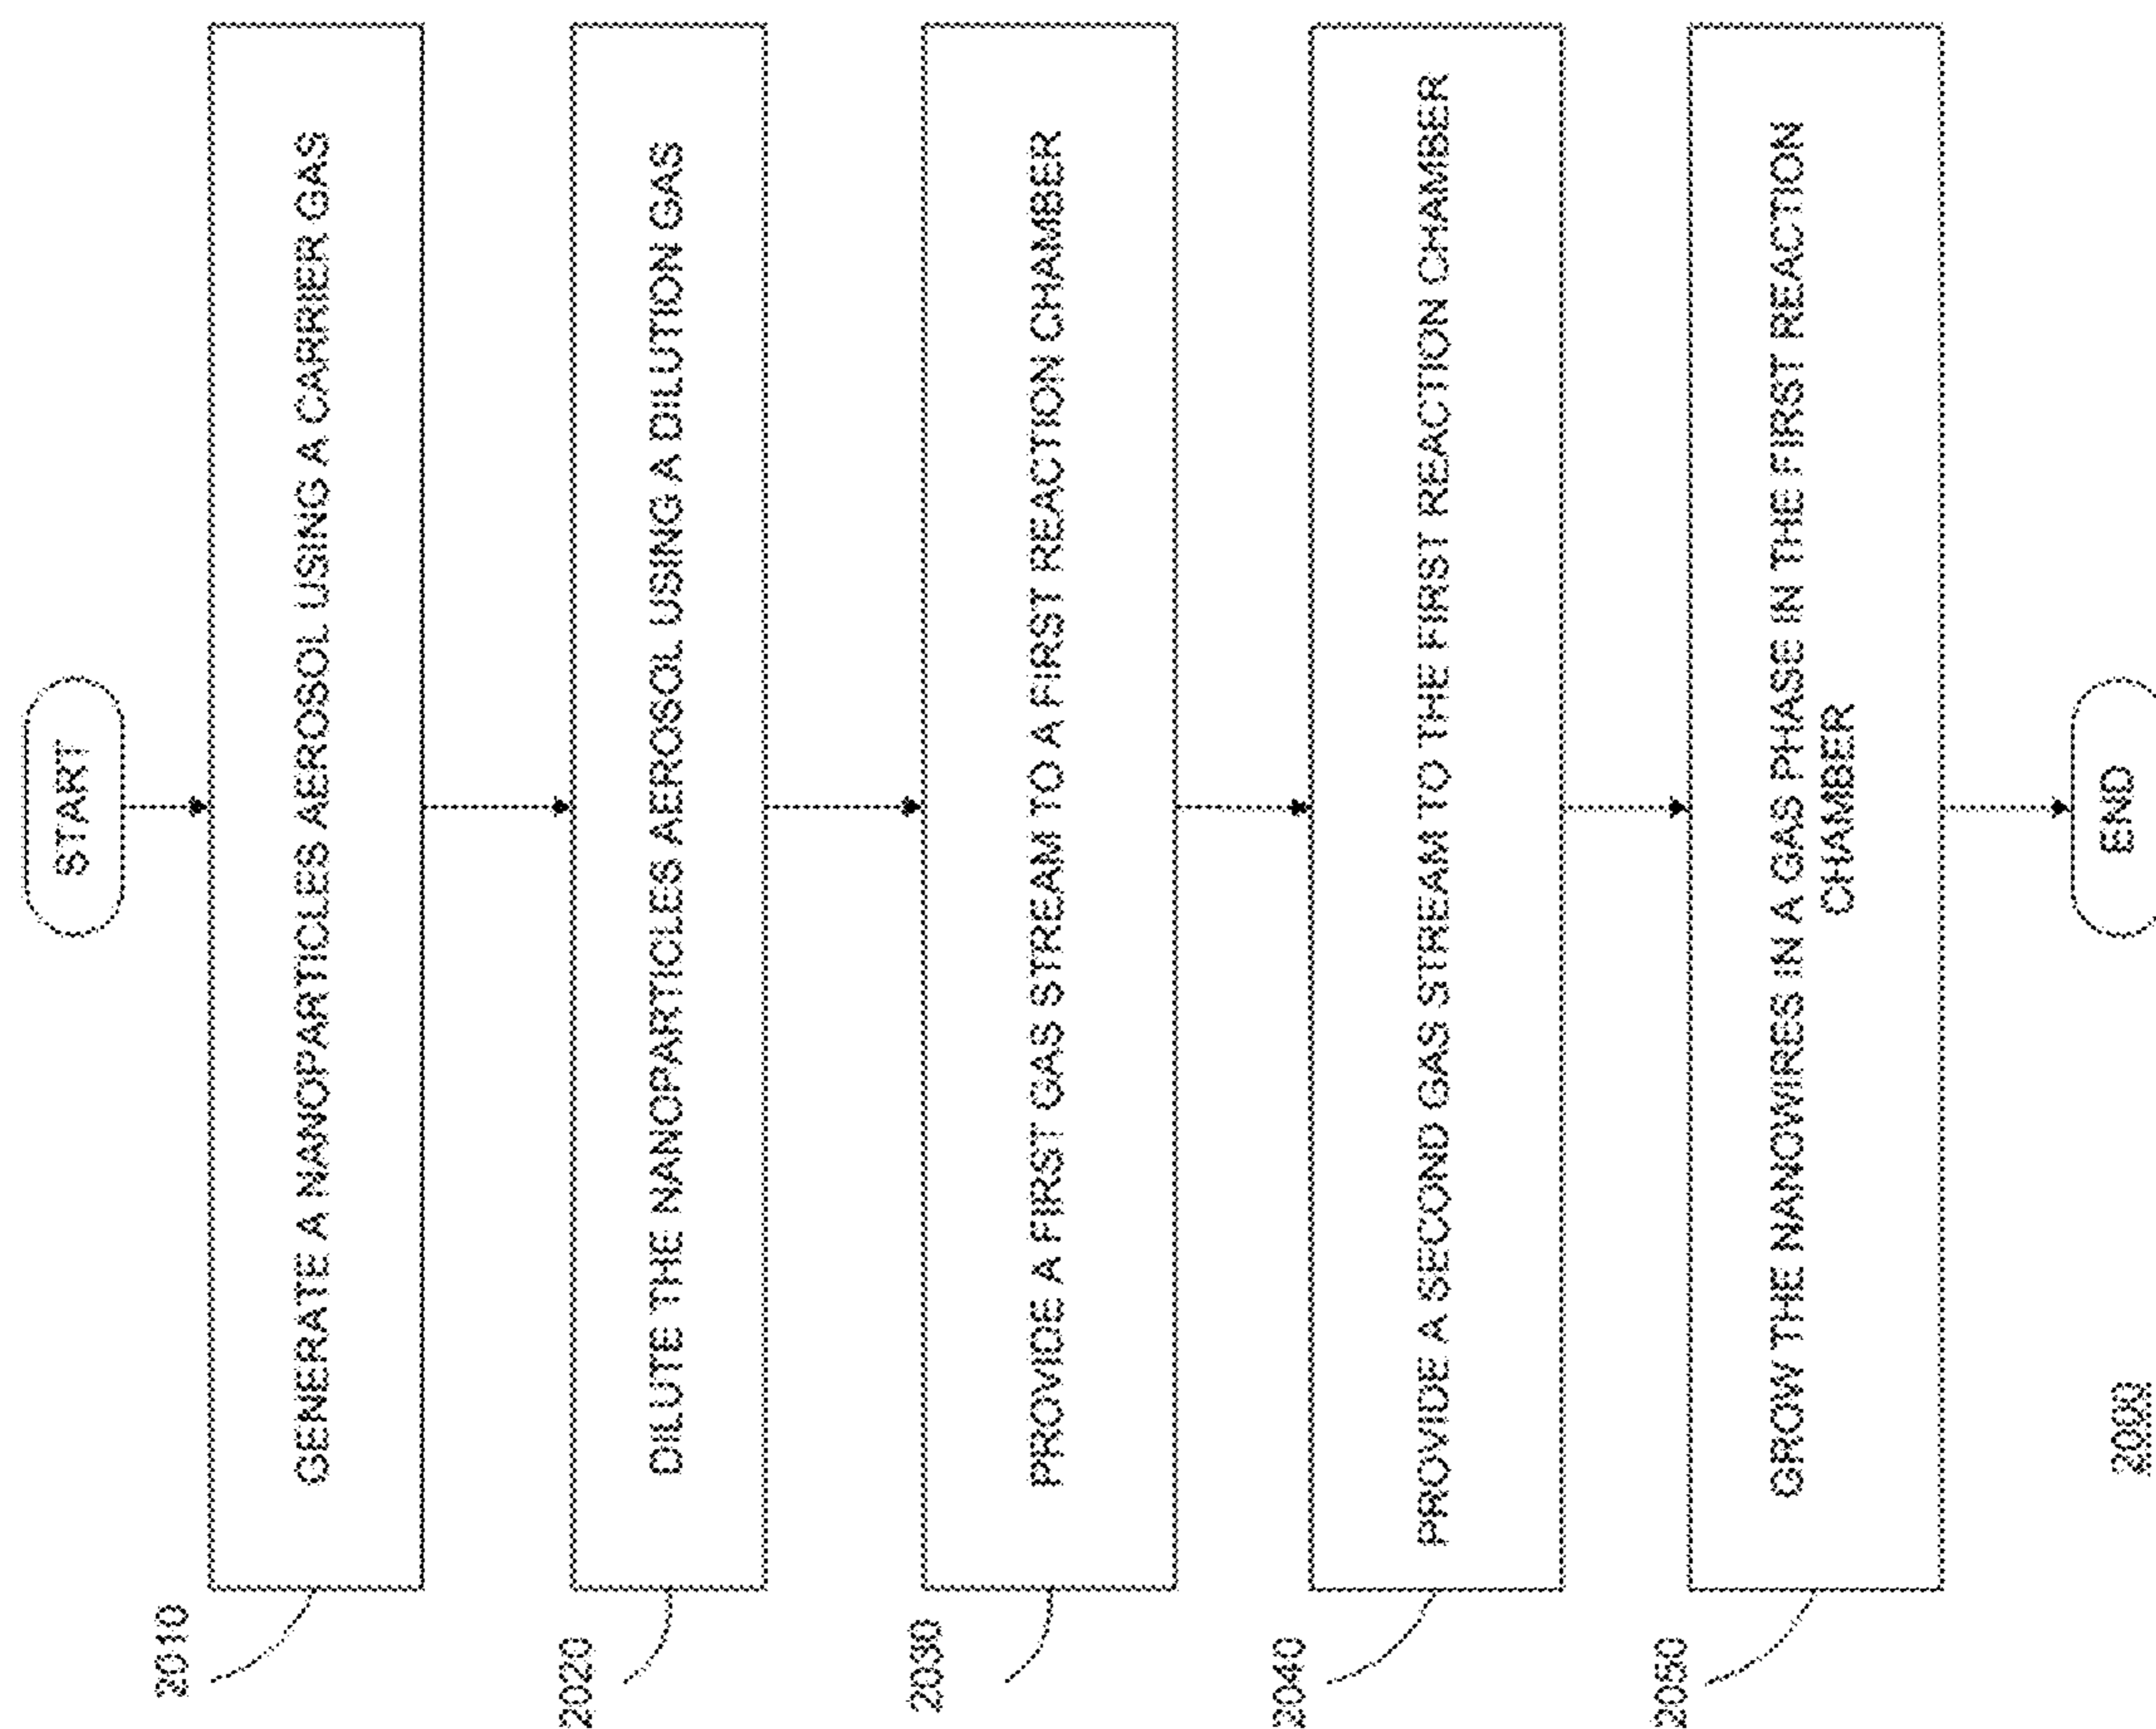 START
2010
GENERATE A NANOPARTICLES AEROSOL USING A CARRIER GAS
2020
DILUTE THE NANOPARTICLES AEROSOL USING A DILUTION GAS
2030
PROVIDE A FIRST GAS STREAM TO A FIRST REACTION CHAMBER
2040
PROVIDE A SECOND GAS STREAM TO THE FIRST REACTION CHAMBER
2050
GROW THE NANOWIRES IN A GAS PHASE IN THE FIRST REACTION
CHAMBER
2000
END